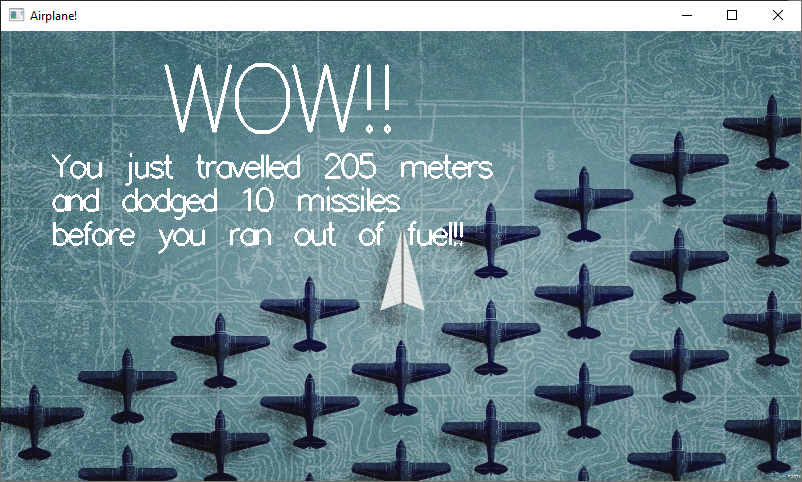 Airplane!
WOW!!
You just travelled 205 meters
and dodged 10 missiles
before you ran out of fuel!!